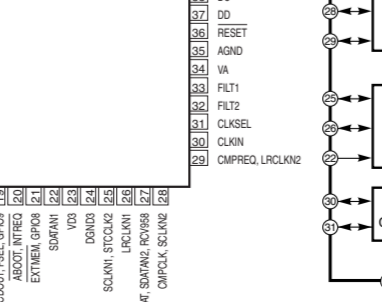 37 DD
36 RESET
35 AGND
34 VA
33 FILT1
32 FILT2
31 CLKSEL
30 CLKIN
29 CMPREQ, LRCLKN2
19
20 ABOOT, INTREQ
21 EXTMEM, GPIO8
22 SDATAN1
23 VD3
24 DGND3
25 SCLKN1, STCCLK2
26 LRCLKN1
27 SDATAN2, RCV958
28 CMPCLK, SCLKN2
28
29
25
26
22
30
31